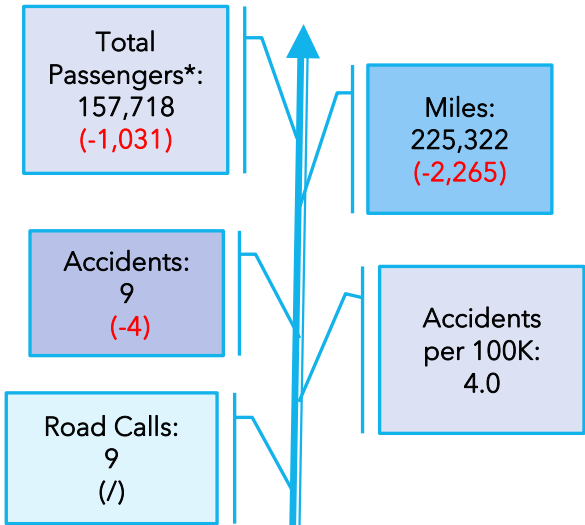 Total
Passengers*:
157,718
(-1,031)
Miles:
225,322
(-2,265)
Accidents:
9
(-4)
Accidents
per 100K:
4.0
Road Calls:
9
(/)